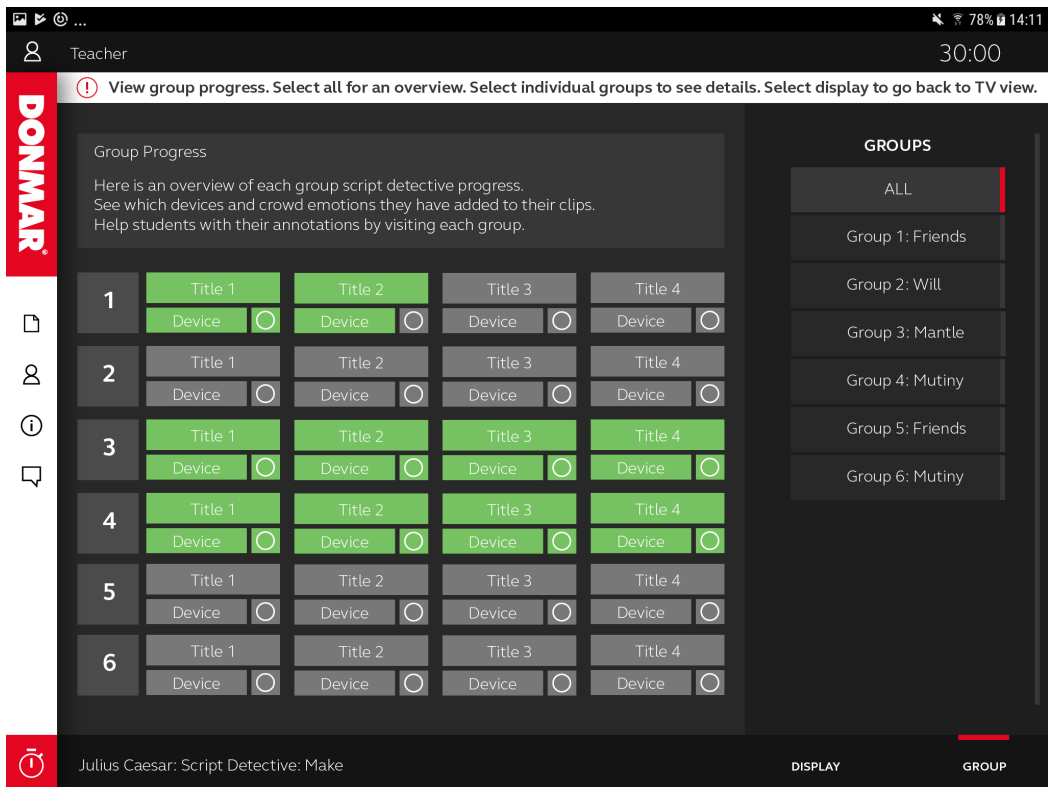 ... 78% 14:11
Teacher 30:00
! View group progress. Select all for an overview. Select individual groups to see details. Select display to go back to TV view.
DONMAR®
Group Progress
Here is an overview of each group script detective progress.
See which devices and crowd emotions they have added to their clips.
Help students with their annotations by visiting each group.
1
Title 1 Title 2 Title 3 Title 4
Device Device Device Device
2
Title 1 Title 2 Title 3 Title 4
Device Device Device Device
3
Title 1 Title 2 Title 3 Title 4
Device Device Device Device
4
Title 1 Title 2 Title 3 Title 4
Device Device Device Device
5
Title 1 Title 2 Title 3 Title 4
Device Device Device Device
6
Title 1 Title 2 Title 3 Title 4
Device Device Device Device
GROUPS
ALL
Group 1: Friends
Group 2: Will
Group 3: Mantle
Group 4: Mutiny
Group 5: Friends
Group 6: Mutiny
Julius Caesar: Script Detective: Make
DISPLAY GROUP